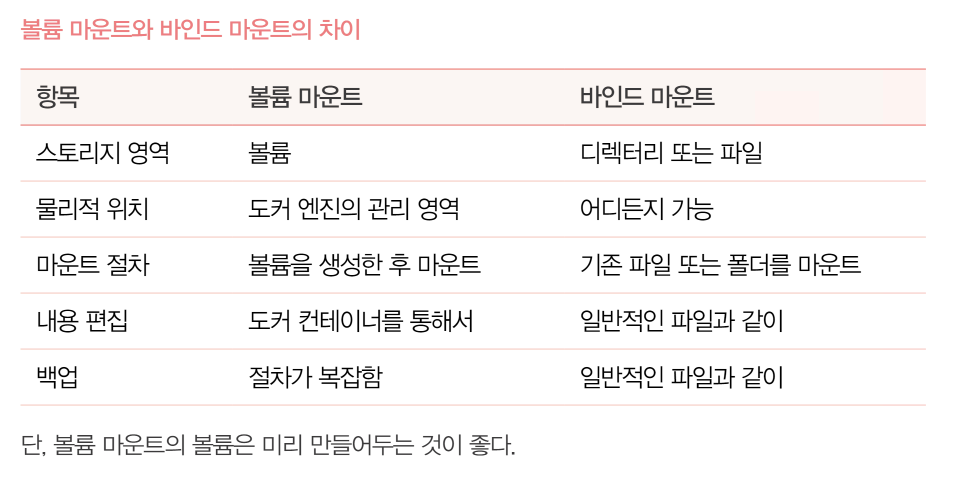 볼륨 마운트와 바인드 마운트의 차이
항목 볼륨 마운트 바인드 마운트
스토리지 영역 볼륨 디렉터리 또는 파일
물리적 위치 도커 엔진의 관리 영역 어디든지 가능
마운트 절차 볼륨을 생성한 후 마운트 기존 파일 또는 폴더를 마운트
내용 편집 도커 컨테이너를 통해서 일반적인 파일과 같이
백업 절차가 복잡함 일반적인 파일과 같이
단, 볼륨 마운트의 볼륨은 미리 만들어두는 것이 좋다.